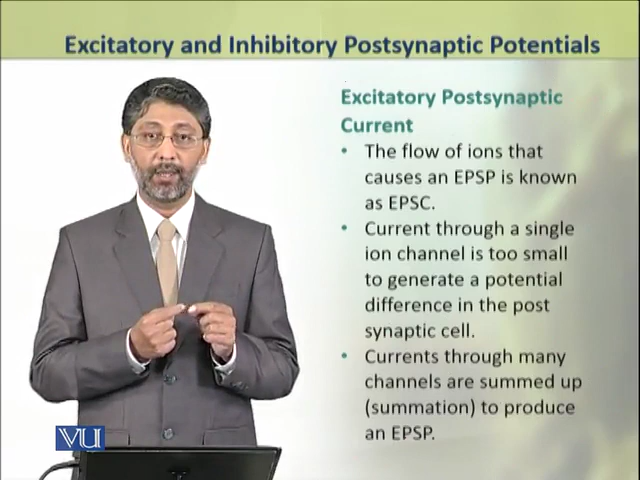 Excitatory and Inhibitory Postsynaptic Potentials
Excitatory Postsynaptic
Current
• The flow of ions that
causes an EPSP is known
as EPSC.
• Current through a single
ion channel is too small
to generate a potential
difference in the post
synaptic cell.
• Currents through many
channels are summed up
(summation) to produce
an EPSP.
VU